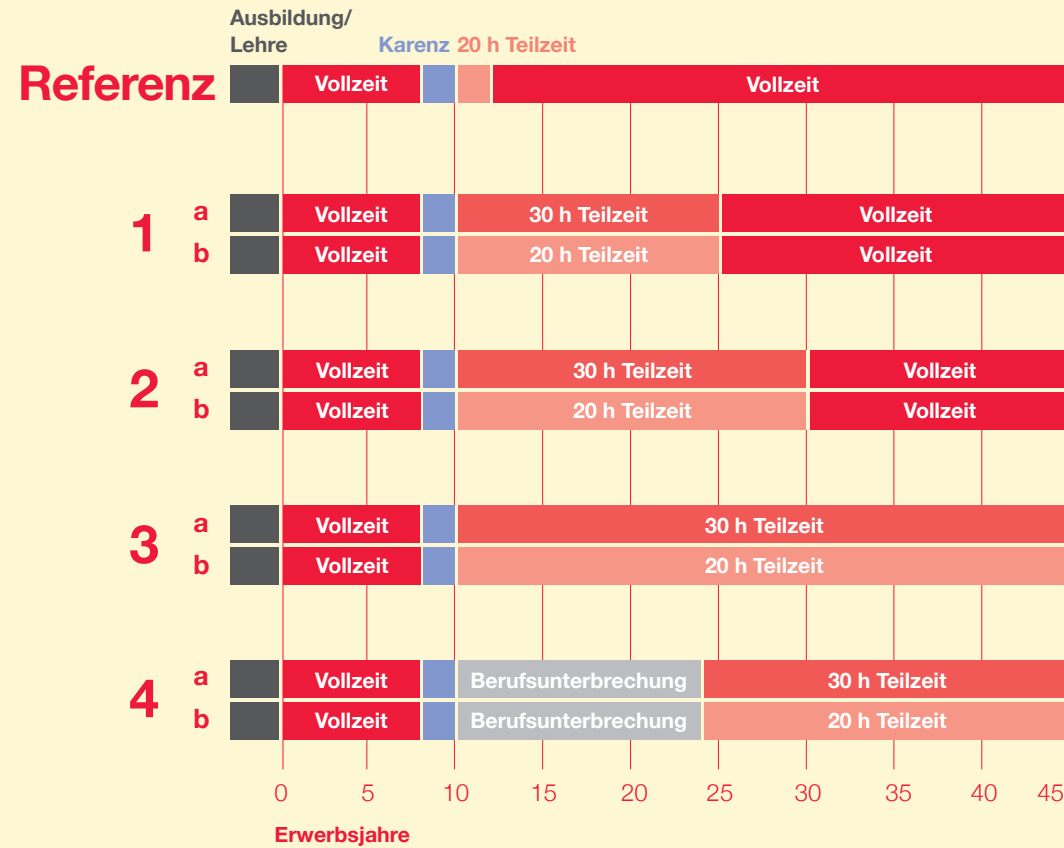 Ausbildung/
Lehre Karenz 20 h Teilzeit
Referenz Vollzeit Vollzeit
1
a Vollzeit 30 h Teilzeit Vollzeit
b Vollzeit 20 h Teilzeit Vollzeit
2
a Vollzeit 30 h Teilzeit Vollzeit
b Vollzeit 20 h Teilzeit Vollzeit
3
a Vollzeit 30 h Teilzeit
b Vollzeit 20 h Teilzeit
4
a Vollzeit Berufsunterbrechung 30 h Teilzeit
b Vollzeit Berufsunterbrechung 20 h Teilzeit
0 5 10 15 20 25 30 35 40 45
Erwerbsjahre